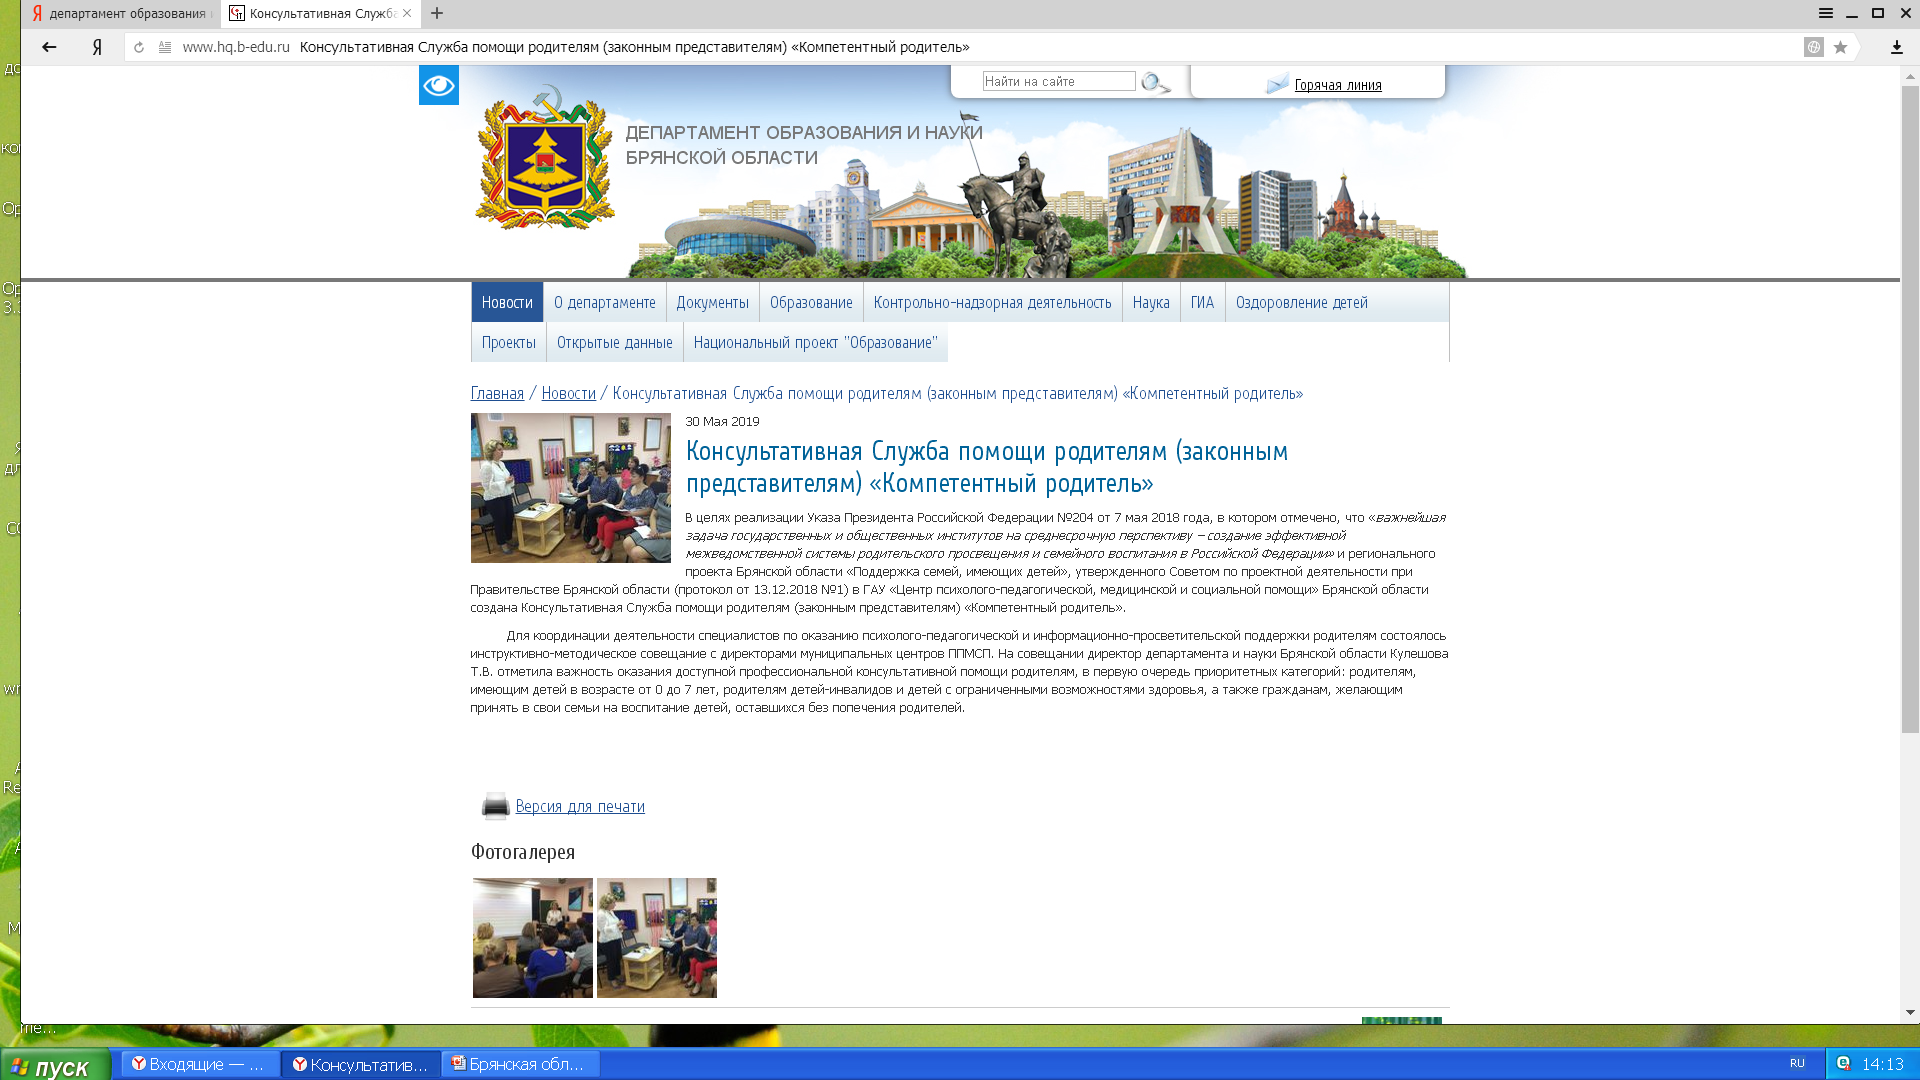 департамент образования и
Консультативная Служба
www.hq.b-edu.ru Консультативная Служба помощи родителям (законным представителям) «Компетентный родитель»
Найти на сайте
Горячая линия
ДЕПАРТАМЕНТ ОБРАЗОВАНИЯ И НАУКИ
БРЯНСКОЙ ОБЛАСТИ
Новости О департаменте Документы Образование Контрольно-надзорная деятельность Наука ГИА Оздоровление детей
Проекты Открытые данные Национальный проект "Образование"
Главная / Новости / Консультативная Служба помощи родителям (законным представителям) «Компетентный родитель»
30 Мая 2019
Консультативная Служба помощи родителям (законным
представителям) «Компетентный родитель»
В целях реализации Указа Президента Российской Федерации №204 от 7 мая 2018 года, в котором отмечено, что «важнейшая
задача государственных и общественных институтов на среднесрочную перспективу – создание эффективной
межведомственной системы родительского просвещения и семейного воспитания в Российской Федерации» и регионального
проекта Брянской области «Поддержка семей, имеющих детей», утвержденного Советом по проектной деятельности при
Правительстве Брянской области (протокол от 13.12.2018 №1) в ГАУ «Центр психолого-педагогической, медицинской и социальной помощи» Брянской области
создана Консультативная Служба помощи родителям (законным представителям) «Компетентный родитель».
Для координации деятельности специалистов по оказанию психолого-педагогической и информационно-просветительской поддержки родителям состоялось
инструктивно-методическое совещание с директорами муниципальных центров ППМСП. На совещании директор департамента и науки Брянской области Кулешова
Т.В. отметила важность оказания доступной профессиональной консультативной помощи родителям, в первую очередь приоритетных категорий: родителям,
имеющим детей в возрасте от 0 до 7 лет, родителям детей-инвалидов и детей с ограниченными возможностями здоровья, а также гражданам, желающим
принять в свои семьи на воспитание детей, оставшихся без попечения родителей.
Версия для печати
Фотогалерея
пуск
Входящие — ...
Консультатив...
Брянская обл...
RU
14:13